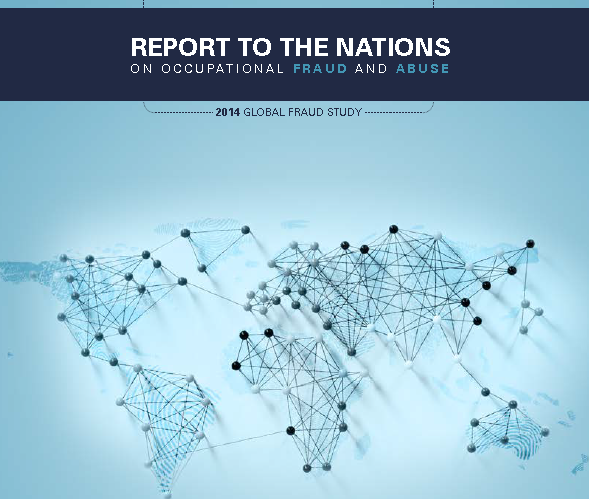 REPORT TO THE NATIONS
ON OCCUPATIONAL FRAUD AND ABUSE
2014 GLOBAL FRAUD STUDY